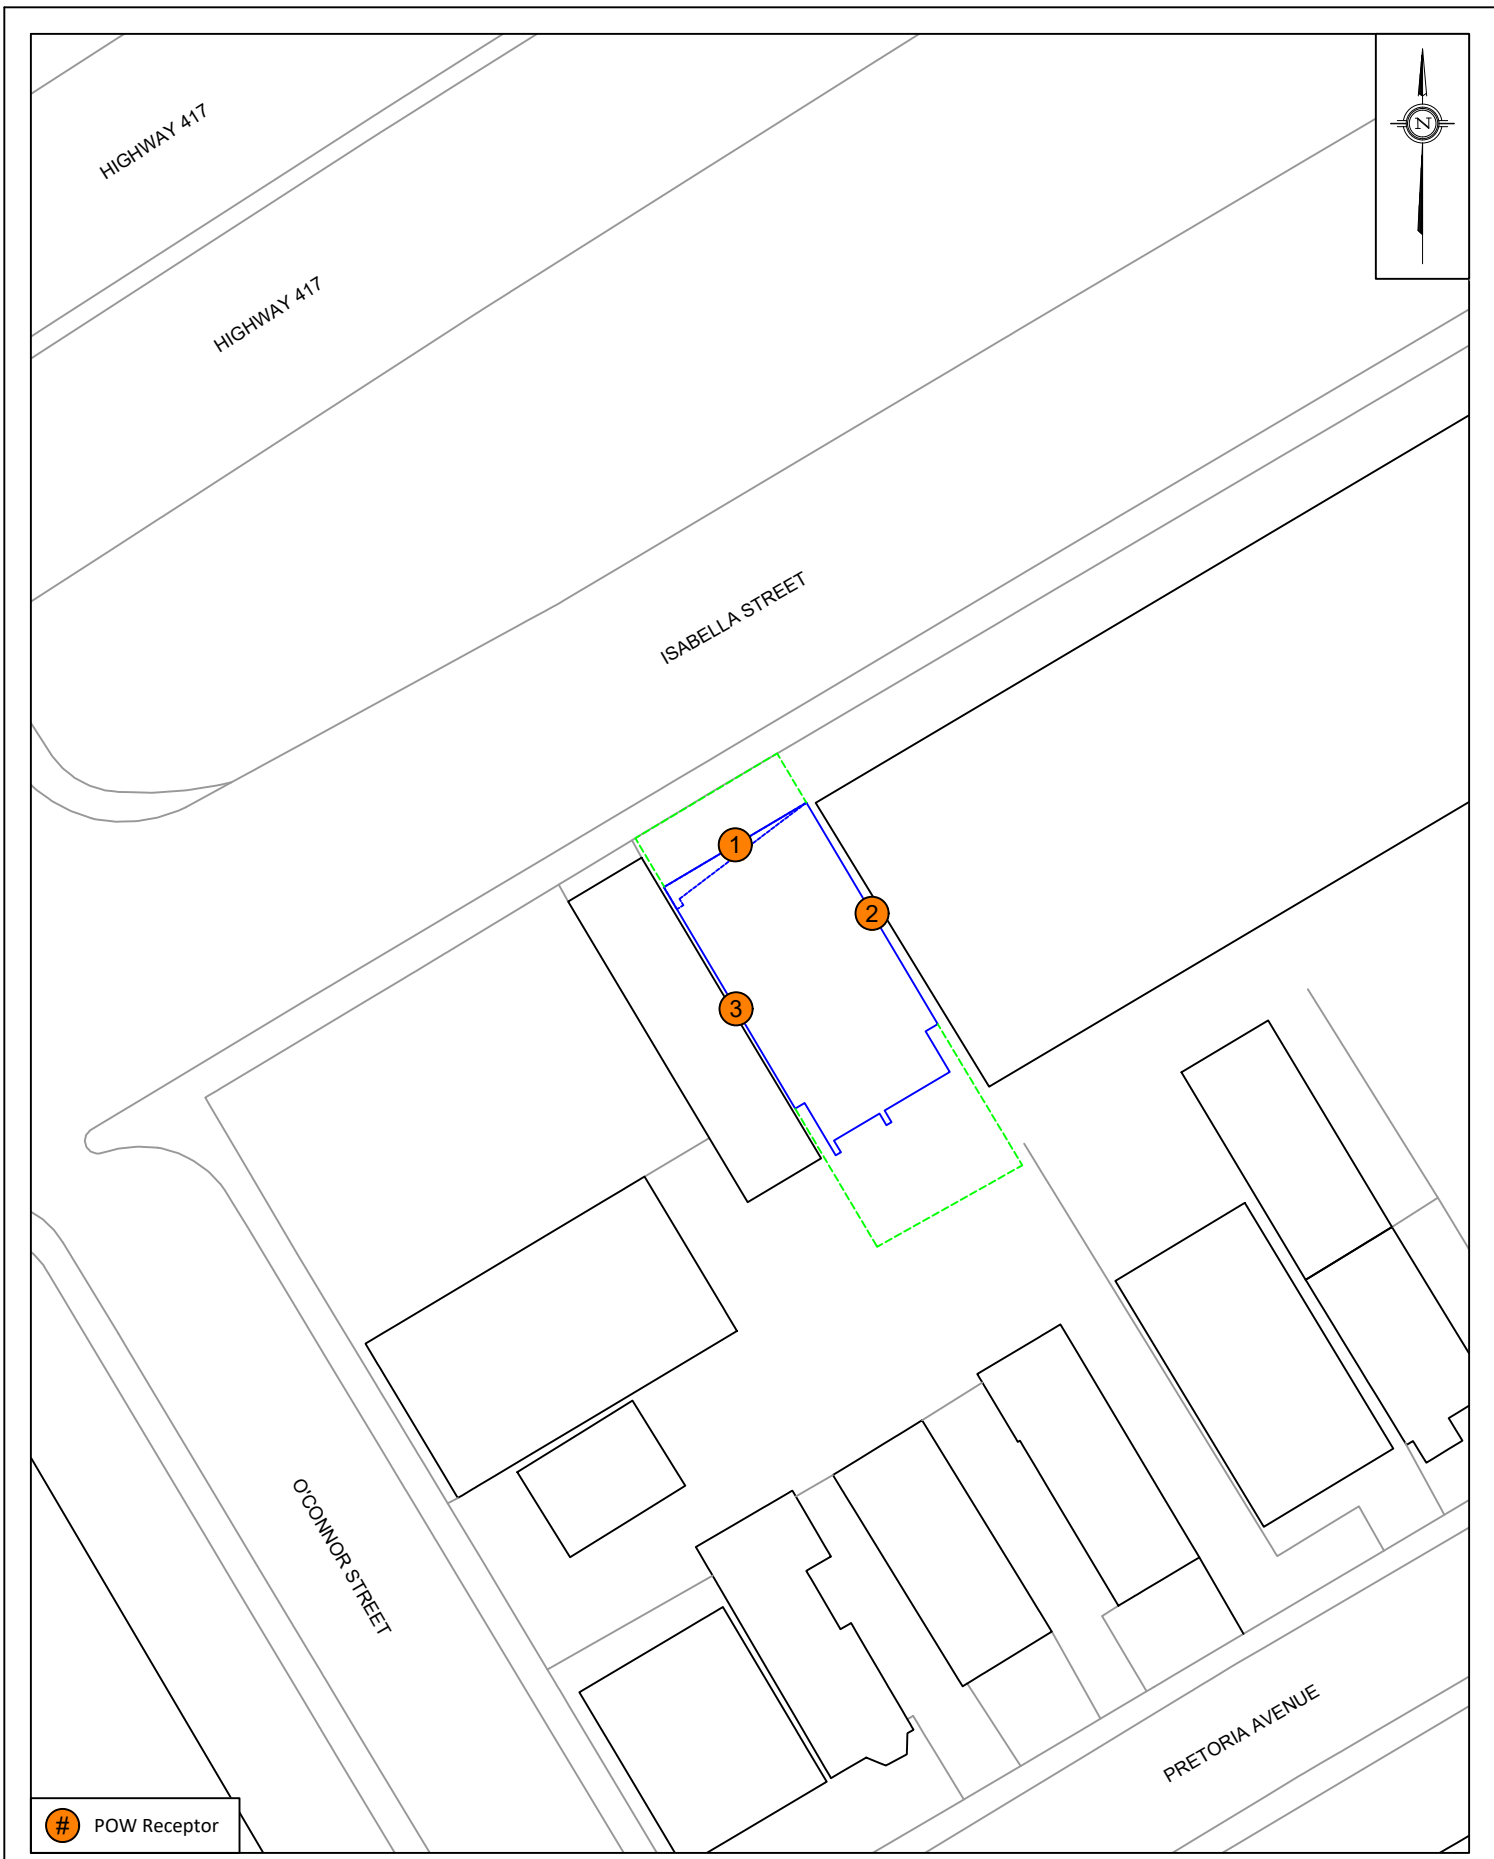 HIGHWAY 417
N
HIGHWAY 417
ISABELLA STREET
1
2
3
O'CONNOR STREET
PRETORIA AVENUE
# POW Receptor